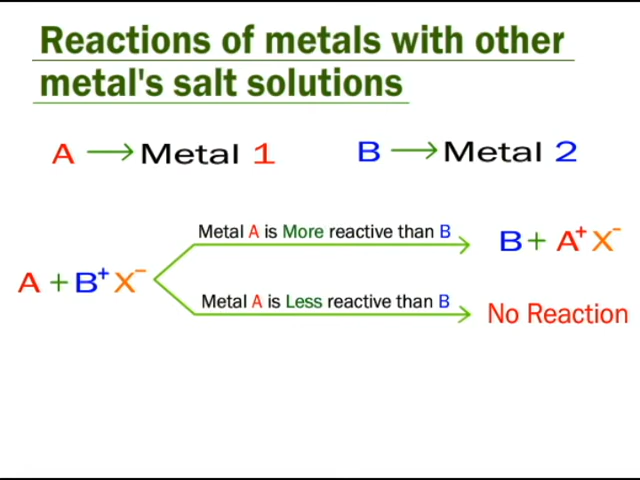 Reactions of metals with other
metal's salt solutions
A → Metal 1
B → Metal 2
Metal A is More reactive than B
B + A⁺ X⁻
A + B⁺ X⁻
Metal A is Less reactive than B
No Reaction